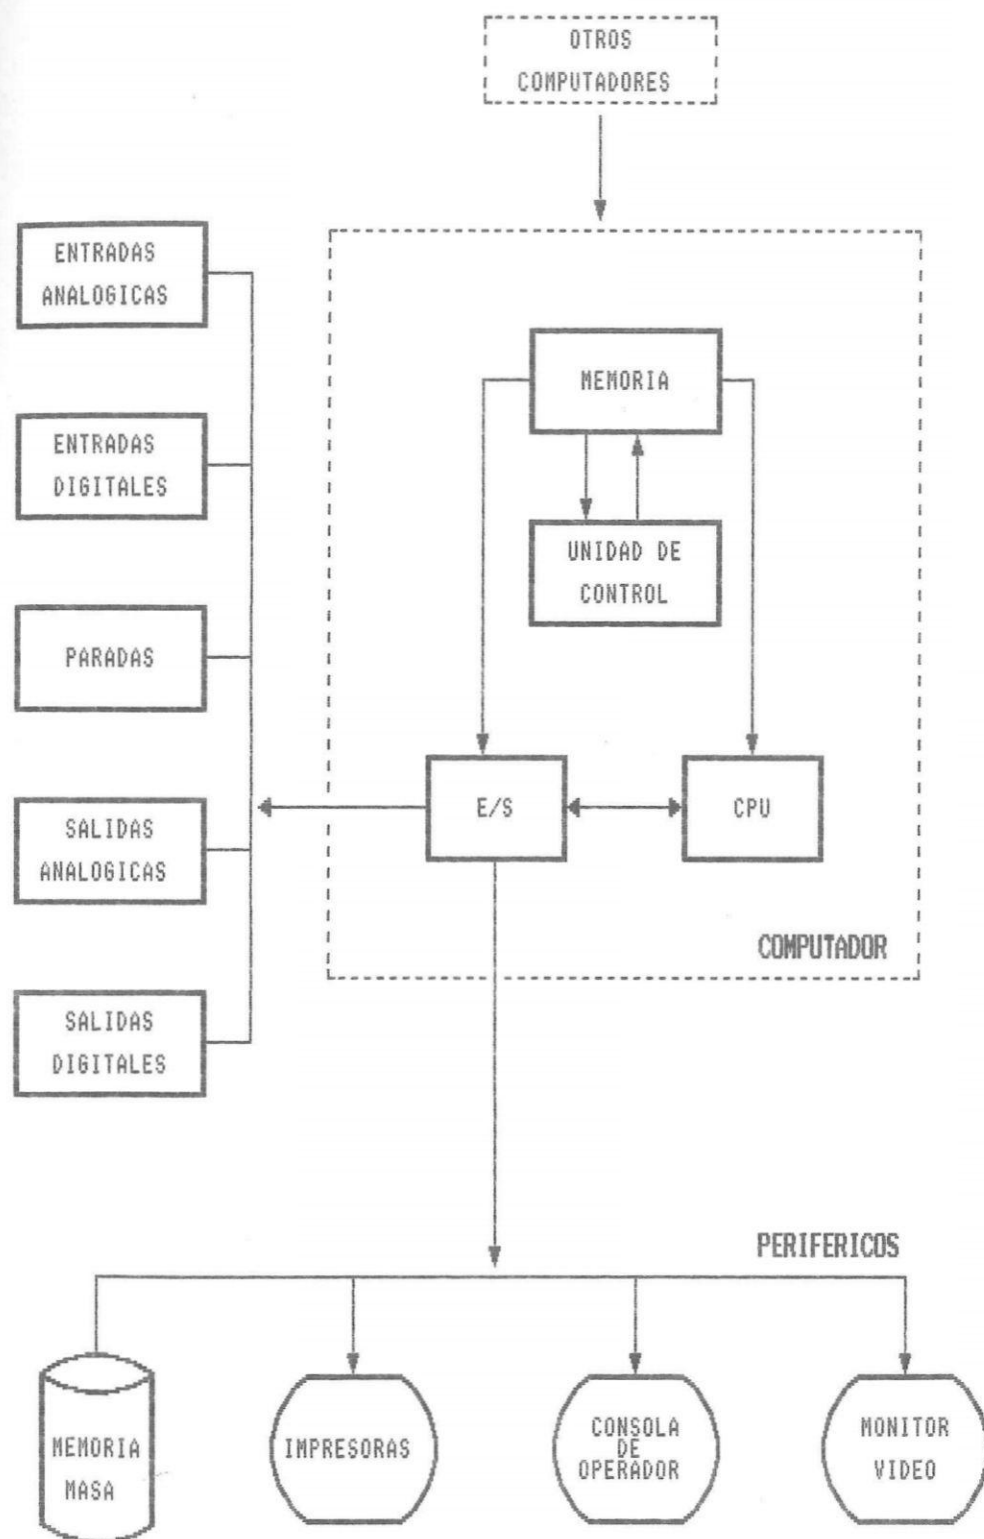 OTROS
COMPUTADORES
ENTRADAS
ANALOGICAS
MEMORIA
ENTRADAS
DIGITALES
UNIDAD DE
CONTROL
PARADAS
SALIDAS
ANALOGICAS
E/S
CPU
COMPUTADOR
SALIDAS
DIGITALES
PERIFERICOS
MEMORIA
MASA
IMPRESORAS
CONSOLA
DE
OPERADOR
MONITOR
VIDEO